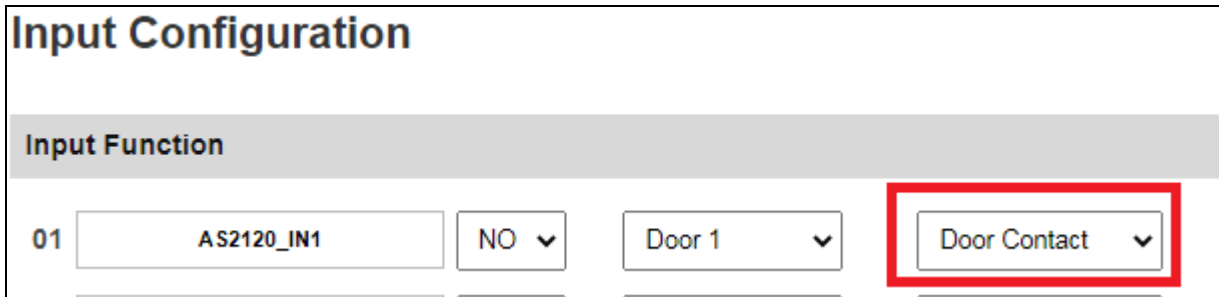 Input Configuration
Input Function
01 AS2120_IN1 NO Door 1 Door Contact